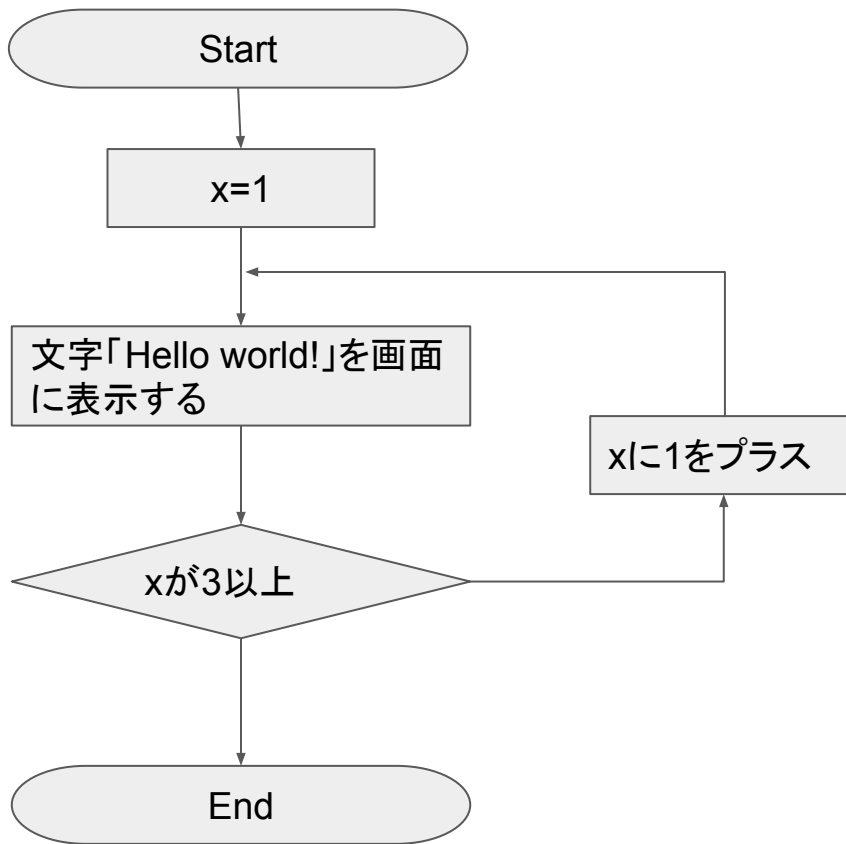 Start
x=1
文字「Hello world!」を画面
に表示する
xに1をプラス
xが3以上
End